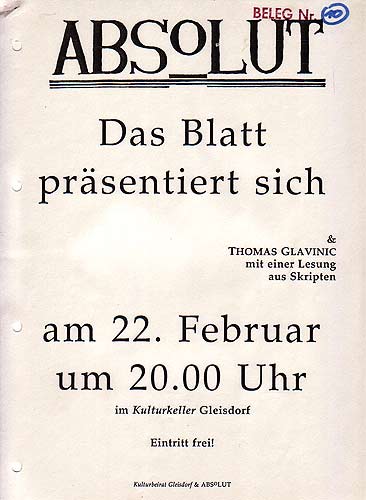 BELEG Nr. 10
ABSOLUT
Das Blatt
präsentiert sich
&
THOMAS GLAVINIC
mit einer Lesung
aus Skripten
am 22. Februar
um 20.00 Uhr
im Kulturkeller Gleisdorf
Eintritt frei!
Kulturbeirat Gleisdorf & ABSOLUT